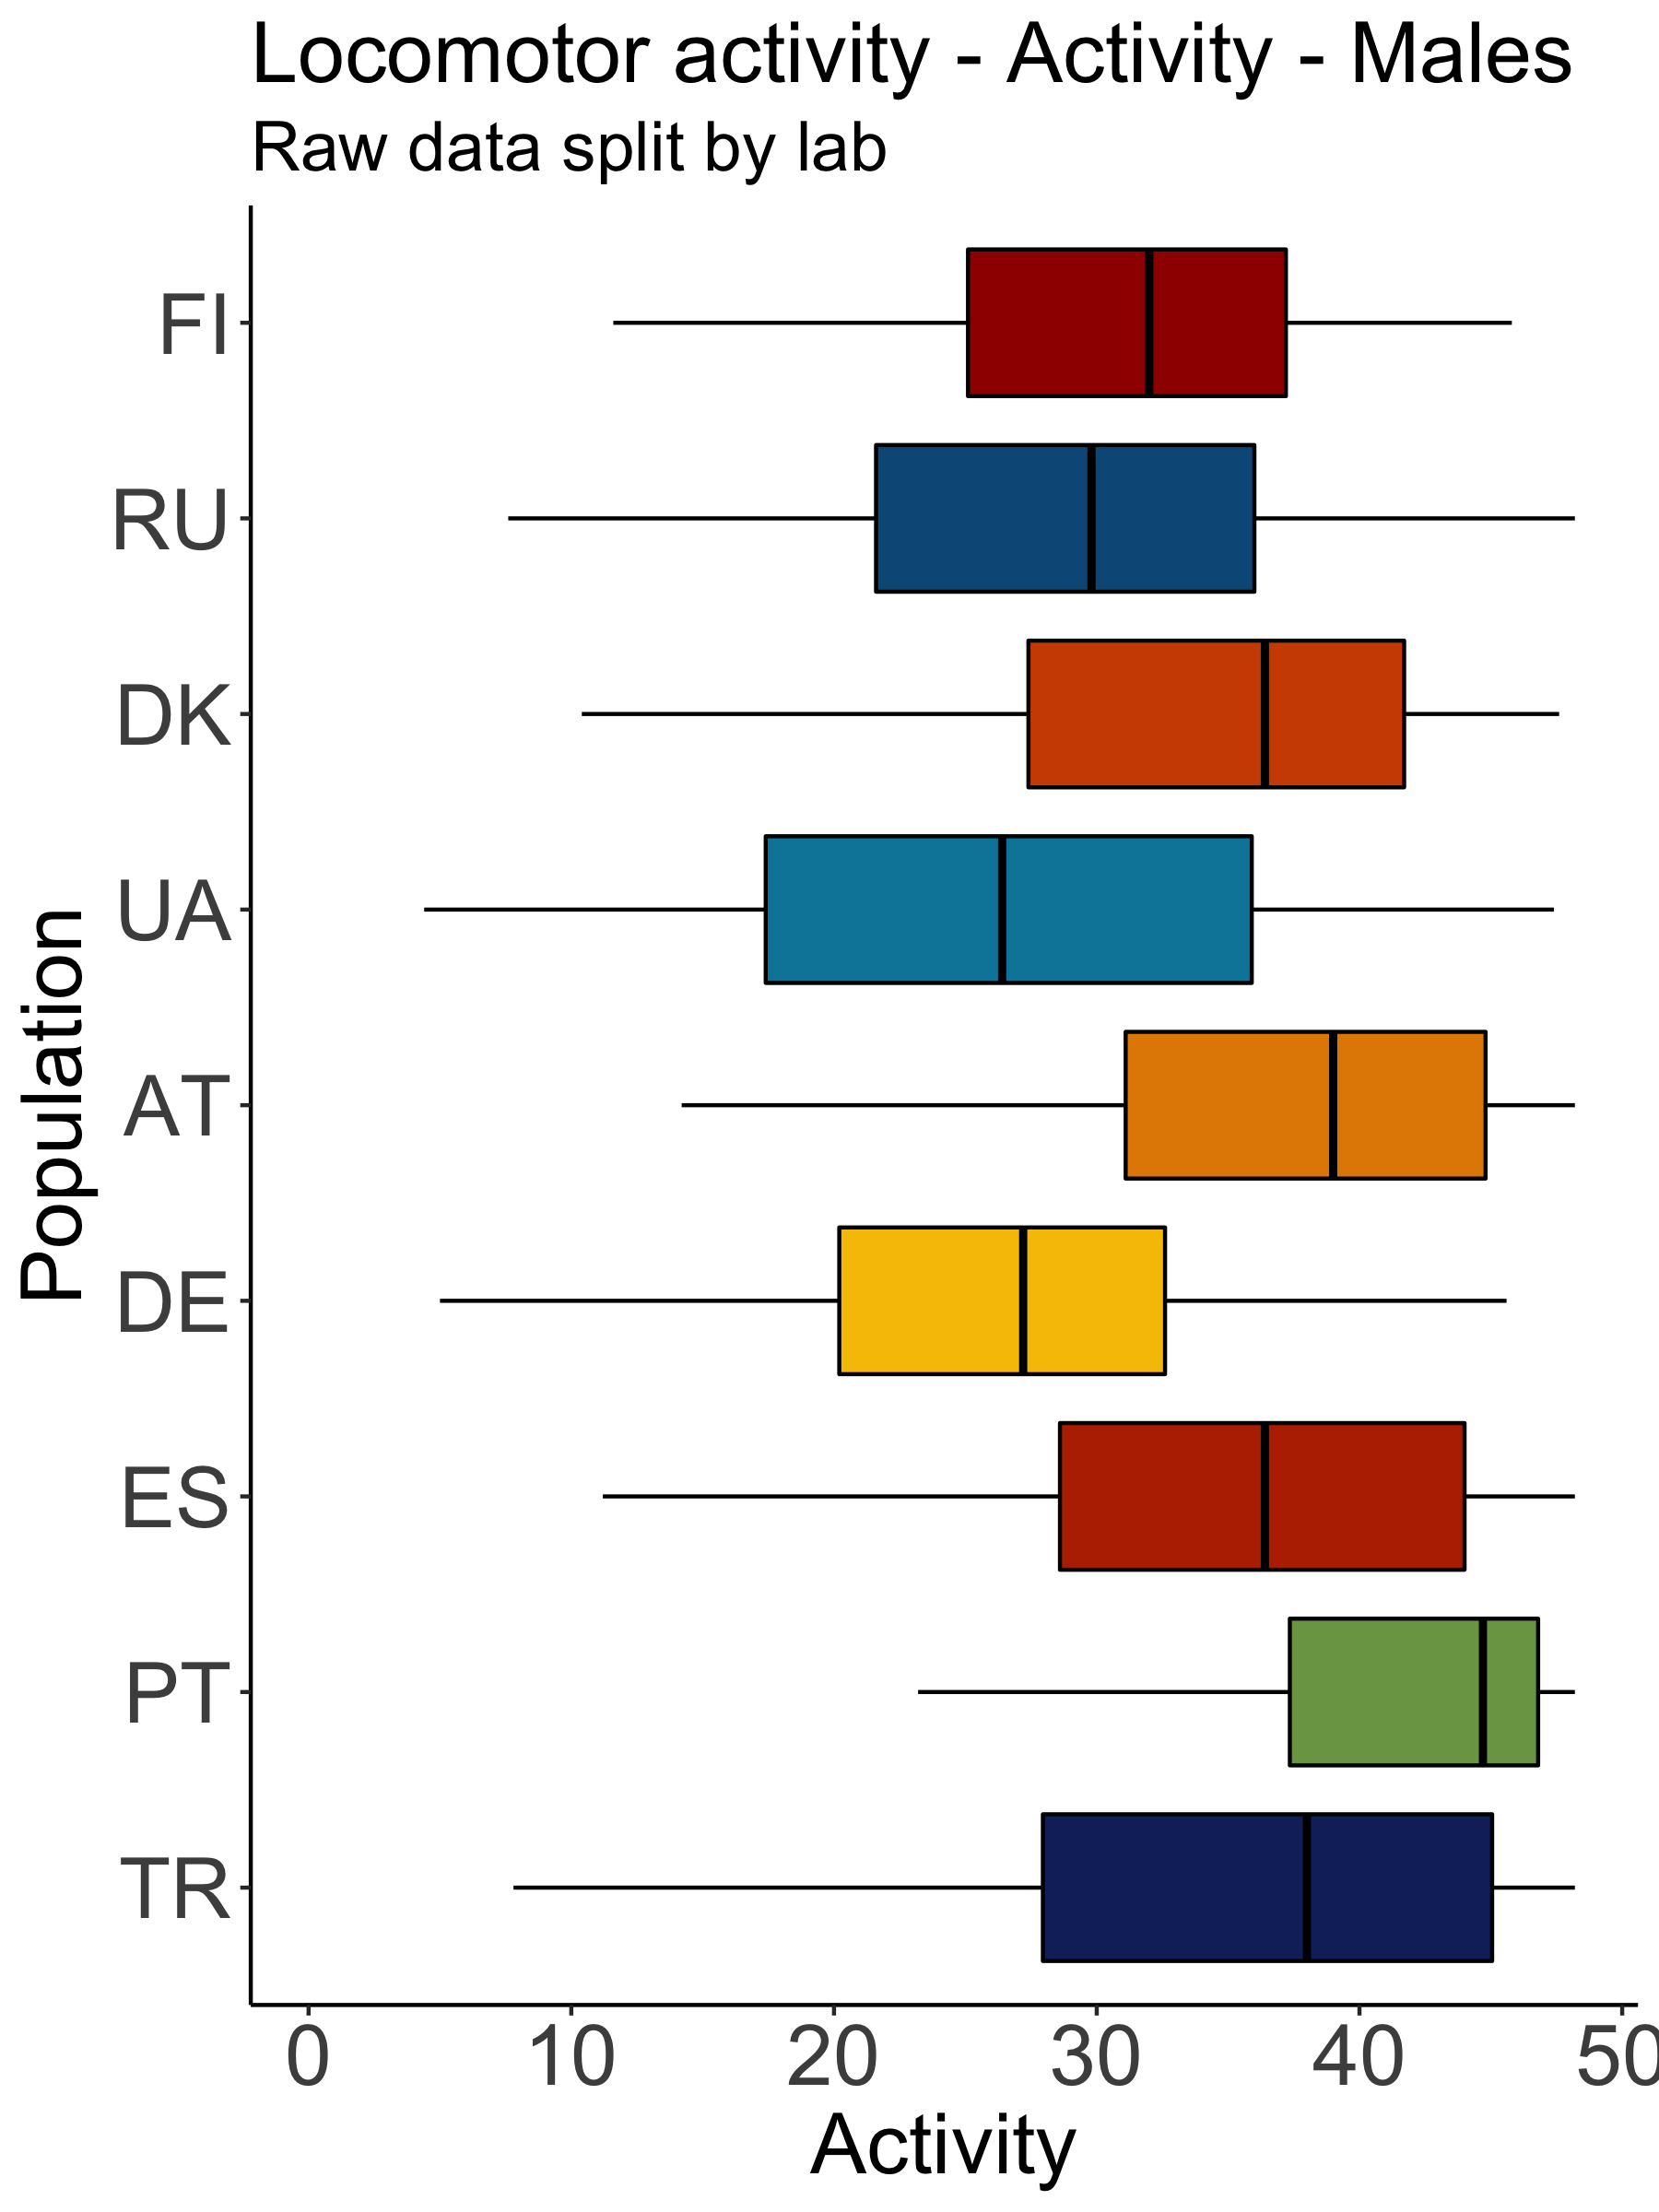 Locomotor activity - Activity - Males
Raw data split by lab
Population
FI
RU
DK
UA
AT
DE
ES
PT
TR
0 10 20 30 40 50
Activity